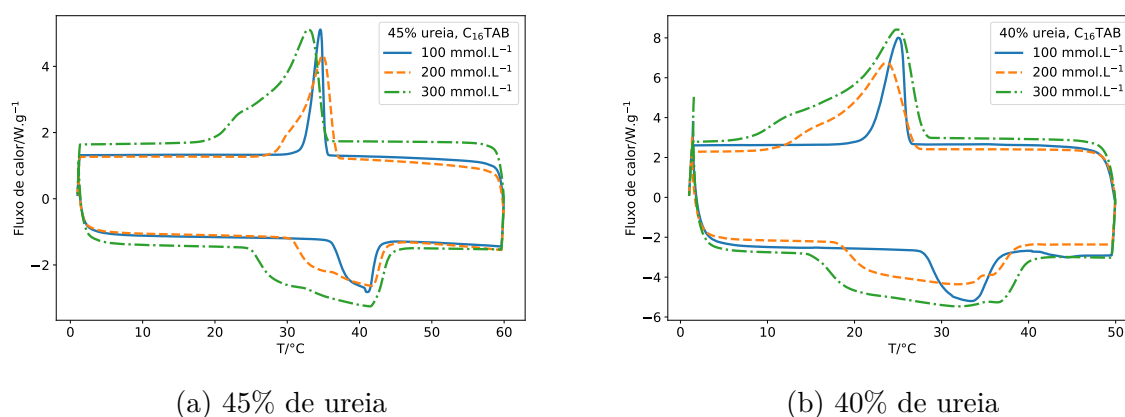 45% ureia, C₁₆TAB
100 mmol.L⁻¹
200 mmol.L⁻¹
300 mmol.L⁻¹
Fluxo de calor/W.g⁻¹
4
2
0
−2
0 10 20 30 40 50 60
T/°C
(a) 45% de ureia
40% ureia, C₁₆TAB
100 mmol.L⁻¹
200 mmol.L⁻¹
300 mmol.L⁻¹
Fluxo de calor/W.g⁻¹
8
6
4
2
0
−2
−4
−6
0 10 20 30 40 50
T/°C
(b) 40% de ureia